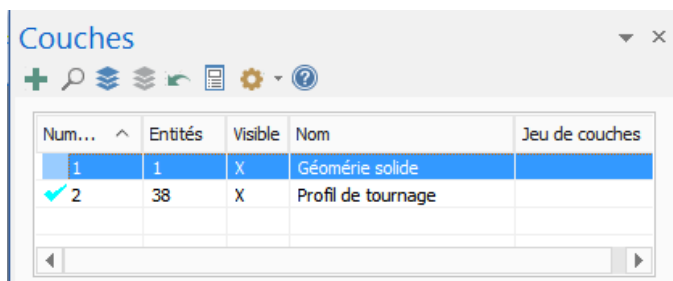 Couches
Num... Entités Visible Nom Jeu de couches
1 1 X Géomérie solide
2 38 X Profil de tournage